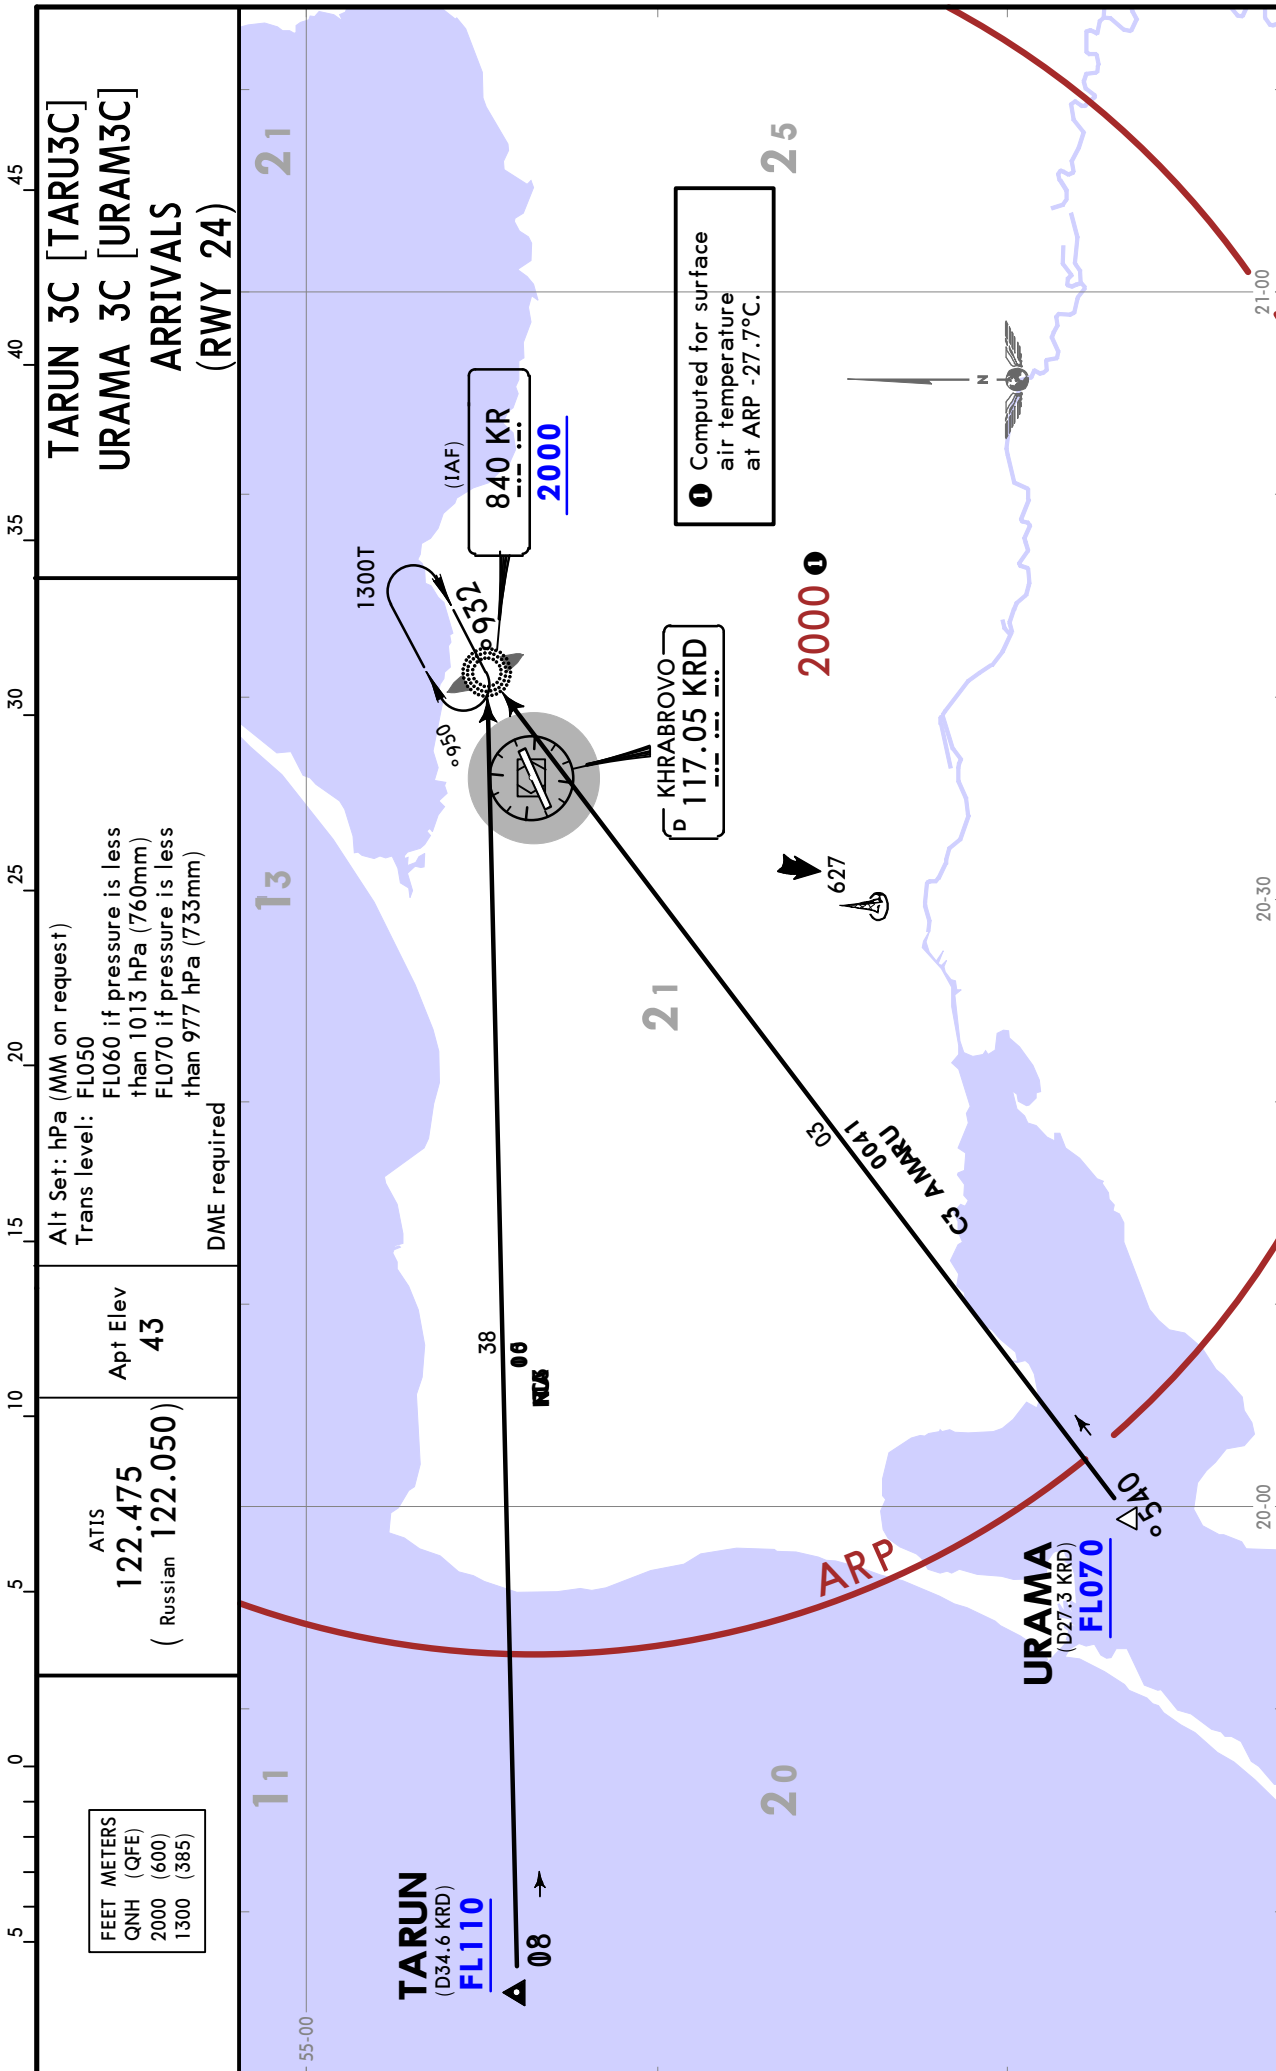 TARUN 3C [TARU3C]
URAMA 3C [URAM3C]
ARRIVALS
(RWY 24)
Alt Set: hPa (MM on request)
Trans level: FL050
FL060 if pressure is less
than 1013 hPa (760mm)
FL070 if pressure is less
than 977 hPa (733mm)
DME required
Apt Elev
43
ATIS
122.475
( Russian 122.050)
FEET METERS
QNH (QFE)
2000 (600)
1300 (385)
5 0 5 10 15 20 25 30 35 40 45
21
25
13
21
11
20
1300T
(IAF)
840 KR
2000
°932
°950
D KHRABROVO
117.05 KRD
❶ Computed for surface
air temperature
at ARP -27.7°C.
2000 ❶
N
627
03
0041
C3 AMARU
38
TARUN
(D34.6 KRD)
FL110
URAMA
(D27.3 KRD)
FL070
°540
ARP
55-00
20-00
20-30
21-00